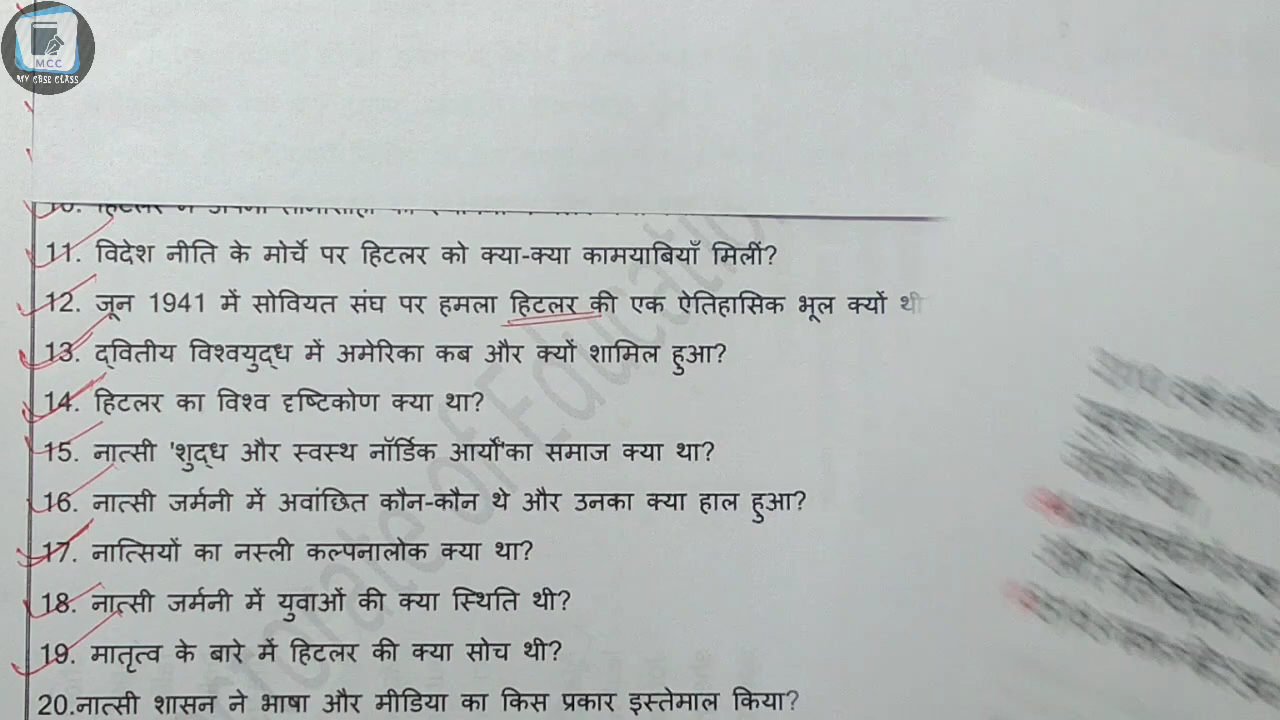 MCC
MY CBSE CLASS
11. विदेश नीति के मोर्चे पर हिटलर को क्या-क्या कामयाबियाँ मिलीं?
12. जून 1941 में सोवियत संघ पर हमला हिटलर की एक ऐतिहासिक भूल क्यों थी
13. द्वितीय विश्वयुद्ध में अमेरिका कब और क्यों शामिल हुआ?
14. हिटलर का विश्व दृष्टिकोण क्या था?
15. नात्सी 'शुद्ध और स्वस्थ नॉर्डिक आर्यों'का समाज क्या था?
16. नात्सी जर्मनी में अवांछित कौन-कौन थे और उनका क्या हाल हुआ?
17. नात्सियों का नस्ली कल्पनालोक क्या था?
18. नात्सी जर्मनी में युवाओं की क्या स्थिति थी?
19. मातृत्व के बारे में हिटलर की क्या सोच थी?
20.नात्सी शासन ने भाषा और मीडिया का किस प्रकार इस्तेमाल किया?
of Education